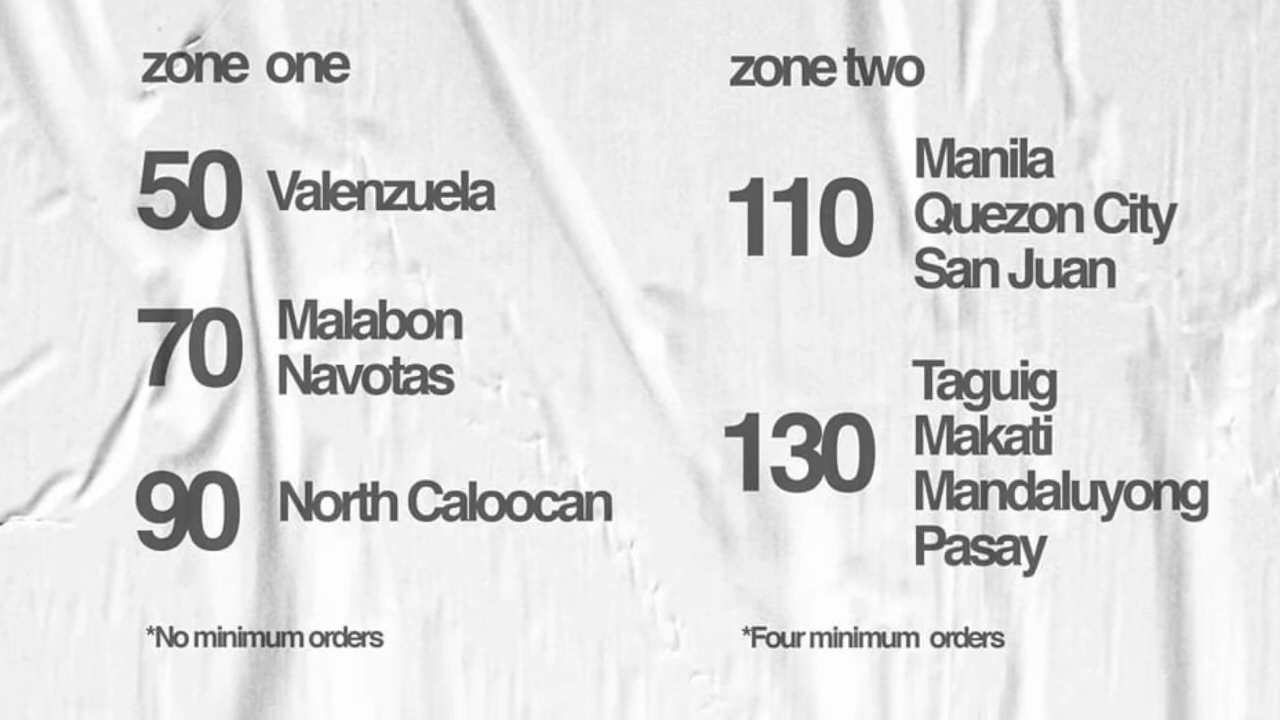 zone one
50 Valenzuela
70 Malabon
Navotas
90 North Caloocan
*No minimum orders
zone two
110 Manila
Quezon City
San Juan
130 Taguig
Makati
Mandaluyong
Pasay
*Four minimum orders